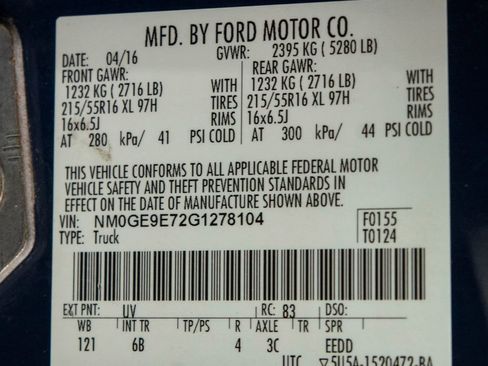 MFD. BY FORD MOTOR CO.
DATE: 04/16 GVWR: 2395 KG ( 5280 LB)
FRONT GAWR: REAR GAWR:
1232 KG ( 2716 LB) WITH 1232 KG ( 2716 LB) WITH
215/55R16 XL 97H TIRES 215/55R16 XL 97H TIRES
16x6.5J RIMS 16x6.5J RIMS
AT 280 kPa/ 41 PSI COLD AT 300 kPa/ 44 PSI COLD
THIS VEHICLE CONFORMS TO ALL APPLICABLE FEDERAL MOTOR
VEHICLE SAFETY AND THEFT PREVENTION STANDARDS IN
EFFECT ON THE DATE OF MANUFACTURE SHOWN ABOVE.
VIN: NM0GE9E72G1278104 F0155
TYPE: Truck T0124
EXT PNT: UV RC: 83 DSO:
WB INT TR TP/PS R AXLE TR SPR
121 6B 4 3C EEDD
UTC ▽5U5A-1520472-BA